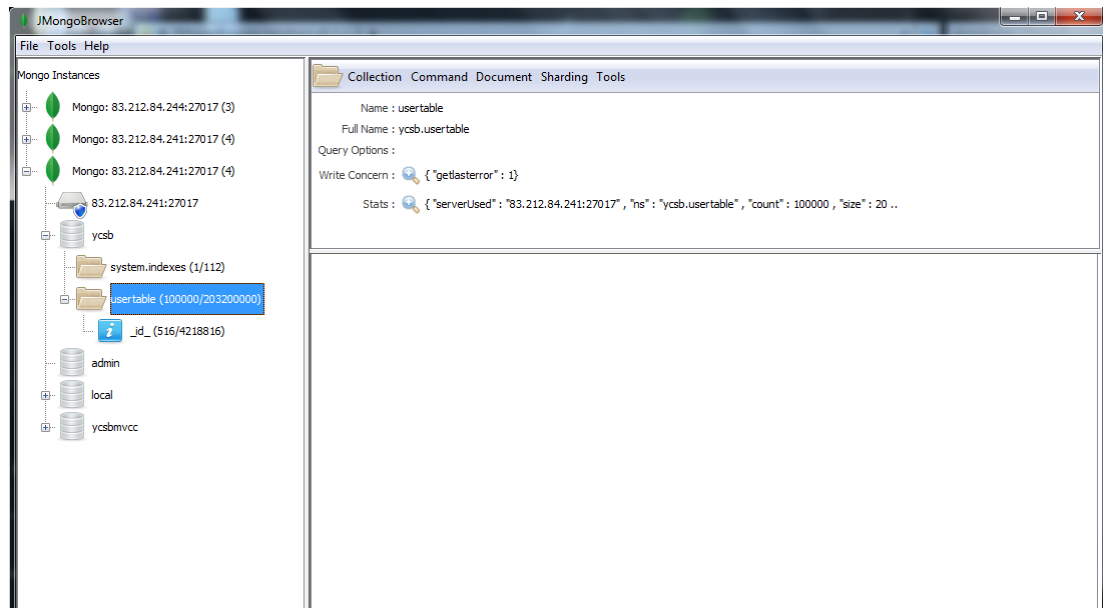 JMongoBrowser
File Tools Help
Mongo Instances
Mongo: 83.212.84.244:27017 (3)
Mongo: 83.212.84.241:27017 (4)
Mongo: 83.212.84.241:27017 (4)
83.212.84.241:27017
ycsb
system.indexes (1/112)
usertable (100000/203200000)
_id_ (516/4218816)
admin
local
ycsbmvcc
Collection Command Document Sharding Tools
Name : usertable
Full Name : ycsb.usertable
Query Options :
Write Concern : { "getlasterror" : 1}
Stats : { "serverUsed" : "83.212.84.241:27017" , "ns" : "ycsb.usertable" , "count" : 100000 , "size" : 20 ..